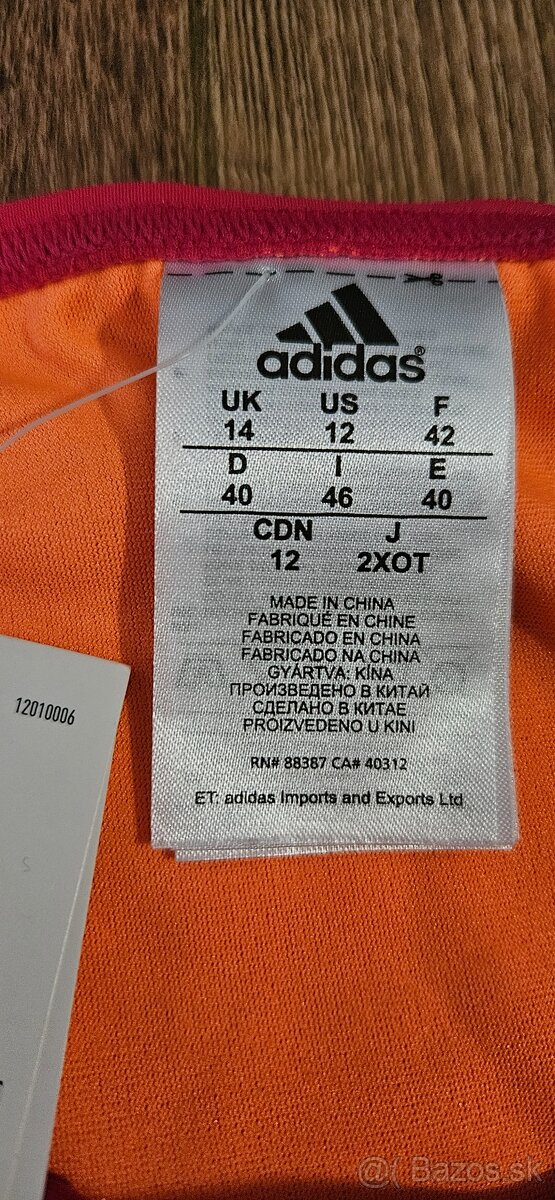 adidas®
UK US F
14 12 42
D I E
40 46 40
CDN J
12 2XOT
MADE IN CHINA
FABRIQUÉ EN CHINE
FABRICADO EN CHINA
FABRICADO NA CHINA
GYÁRTVA: KÍNA
ПРОИЗВЕДЕНО В КИТАЙ
СДЕЛАНО В КИТАЕ
PROIZVEDENO U KINI
RN# 88387 CA# 40312
ET: adidas Imports and Exports Ltd
12010006
@( Bazos.sk